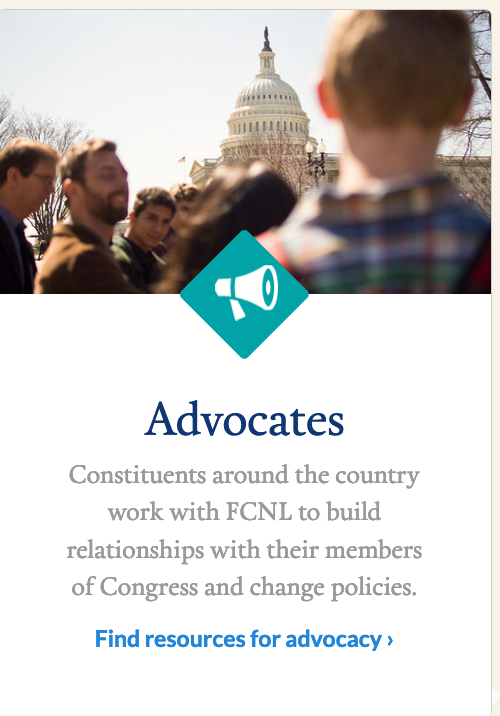 Advocates
Constituents around the country
work with FCNL to build
relationships with their members
of Congress and change policies.
Find resources for advocacy ›